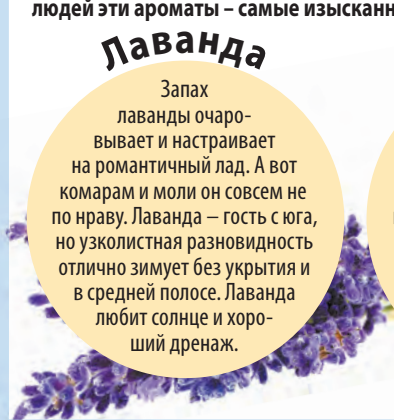 людей эти ароматы – самые изысканн
Лаванда
Запах
лаванды очаро-
вывает и настраивает
на романтичный лад. А вот
комарам и моли он совсем не
по нраву. Лаванда – гость с юга,
но узколистная разновидность
отлично зимует без укрытия и
в средней полосе. Лаванда
любит солнце и хоро-
ший дренаж.